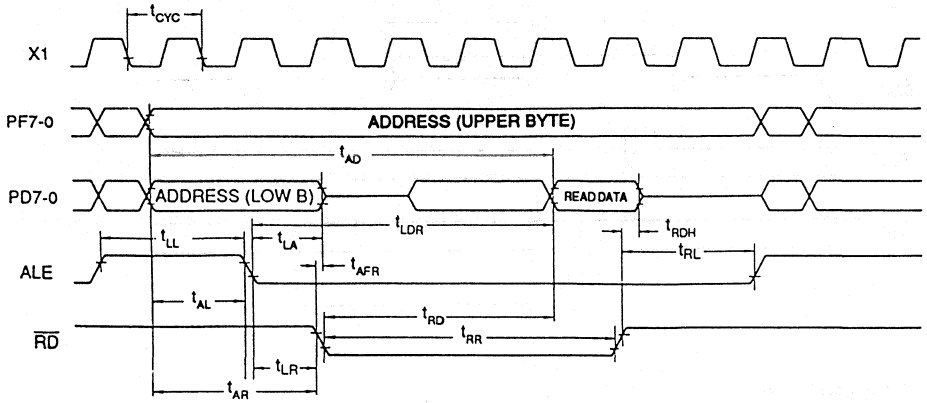 tCYC
X1
PF7-0
ADDRESS (UPPER BYTE)
tAD
PD7-0
ADDRESS (LOW B)
READ DATA
tLDR
tRDH
tLL
tLA
tRL
ALE
tAFR
tAL
tRD
RD
tRR
tLR
tAR